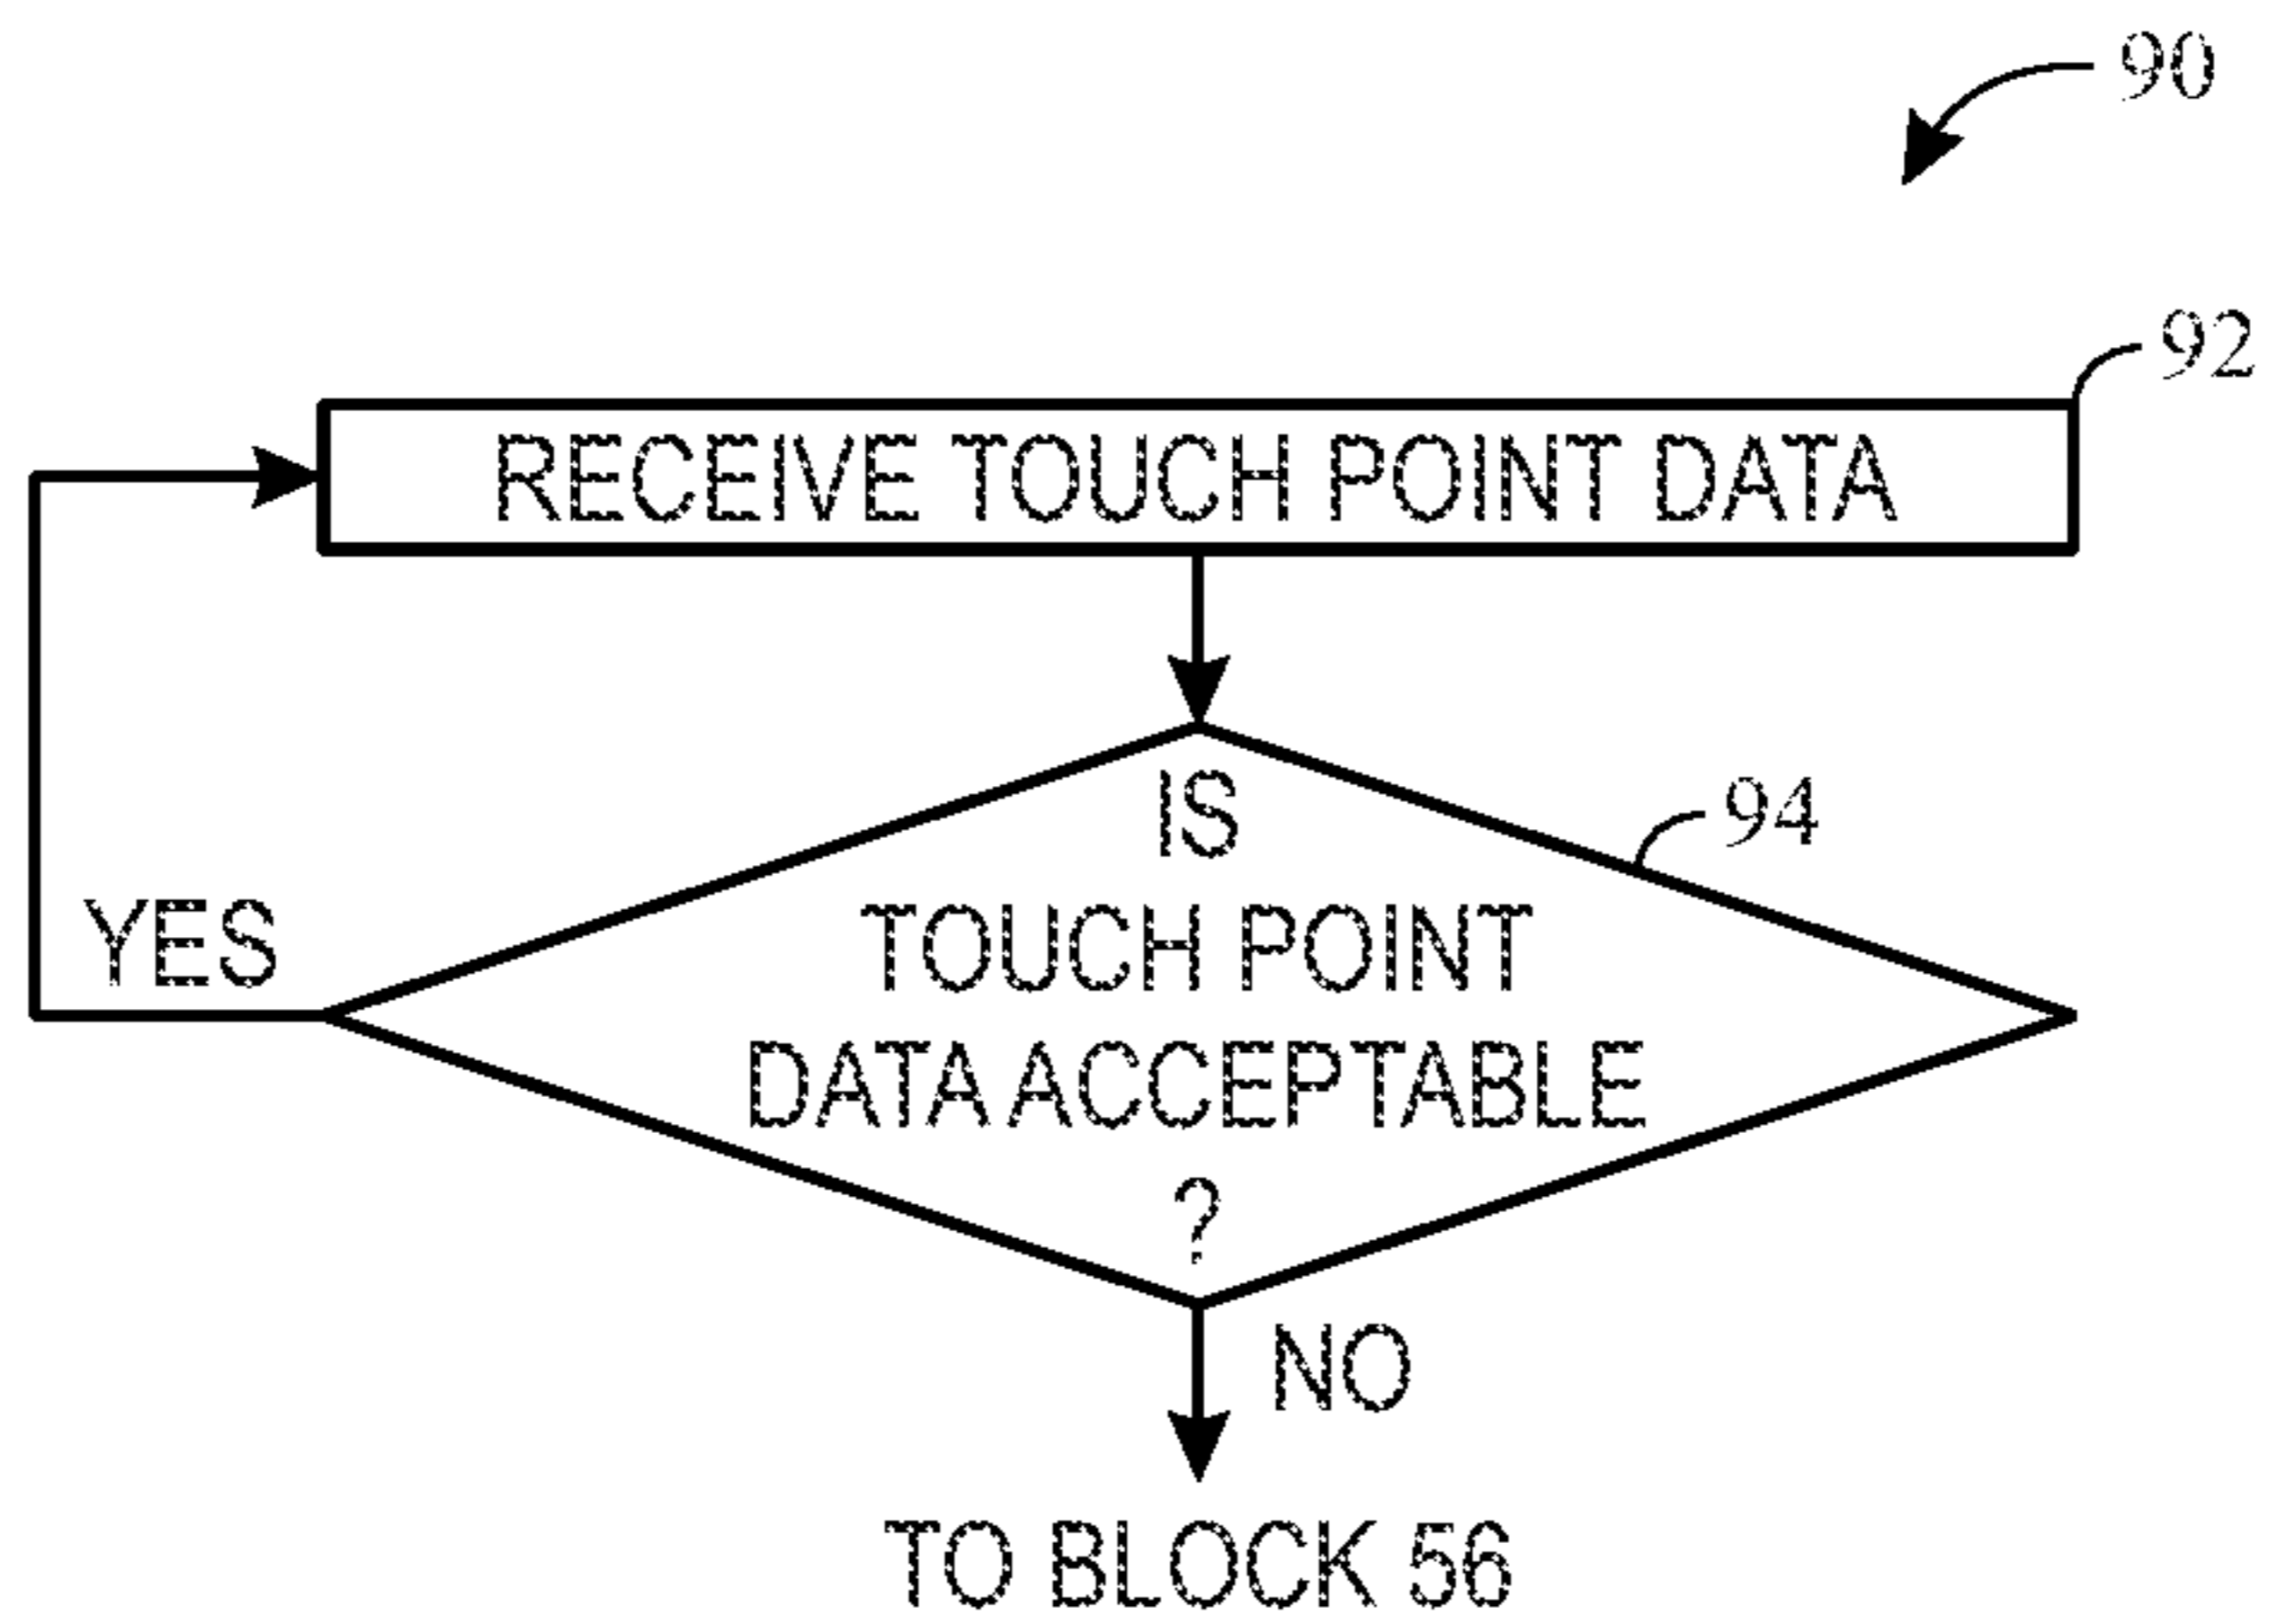 90
92
RECEIVE TOUCH POINT DATA
IS
94
TOUCH POINT
YES
DATA ACCEPTABLE
?
NO
TO BLOCK 56